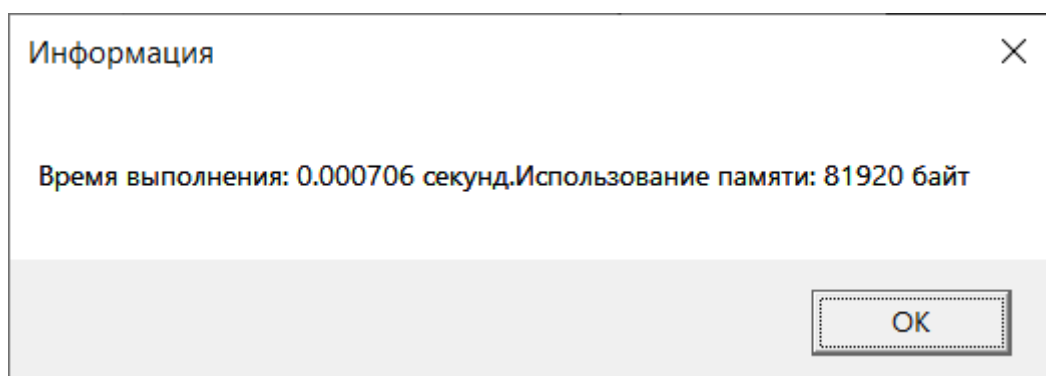 Информация
Время выполнения: 0.000706 секунд.Использование памяти: 81920 байт
OK